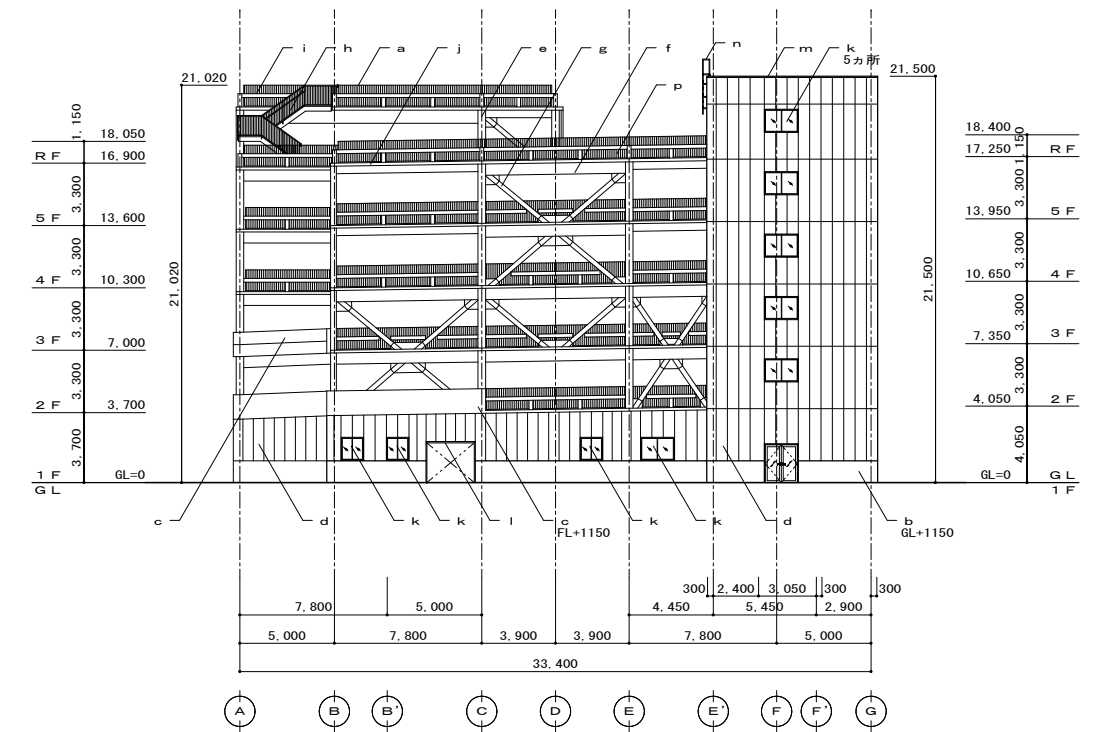 i h a j e g f n m k
5ヵ所
p
21,020
21,500
1,150
18,050
RF 16,900
3,300
5F 13,600
3,300
4F 10,300
3,300
3F 7,000
3,300
2F 3,700
3,700
1F GL=0
GL
21,020
18,400
1,150
17,250 RF
3,300
13,950 5F
3,300
10,650 4F
3,300
7,350 3F
3,300
4,050 2F
4,050
GL=0 GL
1F
21,500
c d k k l c k k d b
FL+1150
GL+1150
300 2,400 3,050 300 300
7,800 5,000 4,450 5,450 2,900
5,000 7,800 3,900 3,900 7,800 5,000
33,400
A B B' C D E E' F F' G